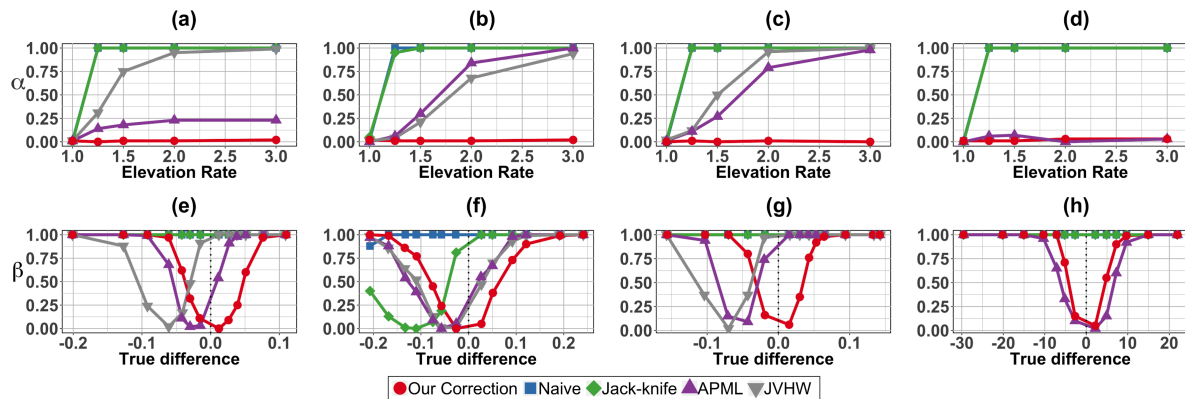 (a) (b) (c) (d)
α
1.00 1.00 1.00 1.00
0.75 0.75 0.75 0.75
0.50 0.50 0.50 0.50
0.25 0.25 0.25 0.25
0.00 0.00 0.00 0.00
1.0 1.5 2.0 2.5 3.0 1.0 1.5 2.0 2.5 3.0 1.0 1.5 2.0 2.5 3.0 1.0 1.5 2.0 2.5 3.0
Elevation Rate Elevation Rate Elevation Rate Elevation Rate
(e) (f) (g) (h)
β
1.00 1.00 1.00 1.00
0.75 0.75 0.75 0.75
0.50 0.50 0.50 0.50
0.25 0.25 0.25 0.25
0.00 0.00 0.00 0.00
-0.2 -0.1 0.0 0.1 -0.2 -0.1 0.0 0.1 0.2 -0.1 0.0 0.1 -30 -20 -10 0 10 20
True difference True difference True difference True difference
Our Correction Naive Jack-knife APML JVHW